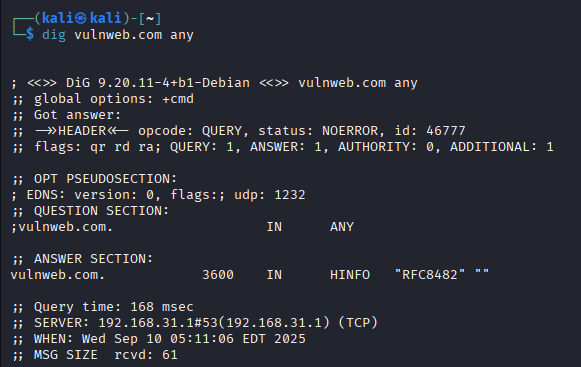 ┌──(kali㉿kali)-[~]
└─$ dig vulnweb.com any
; <<>> DiG 9.20.11-4+b1-Debian <<>> vulnweb.com any
;; global options: +cmd
;; Got answer:
;; ->>HEADER<<- opcode: QUERY, status: NOERROR, id: 46777
;; flags: qr rd ra; QUERY: 1, ANSWER: 1, AUTHORITY: 0, ADDITIONAL: 1
;; OPT PSEUDOSECTION:
; EDNS: version: 0, flags:; udp: 1232
;; QUESTION SECTION:
;vulnweb.com. IN ANY
;; ANSWER SECTION:
vulnweb.com. 3600 IN HINFO "RFC8482" ""
;; Query time: 168 msec
;; SERVER: 192.168.31.1#53(192.168.31.1) (TCP)
;; WHEN: Wed Sep 10 05:11:06 EDT 2025
;; MSG SIZE rcvd: 61